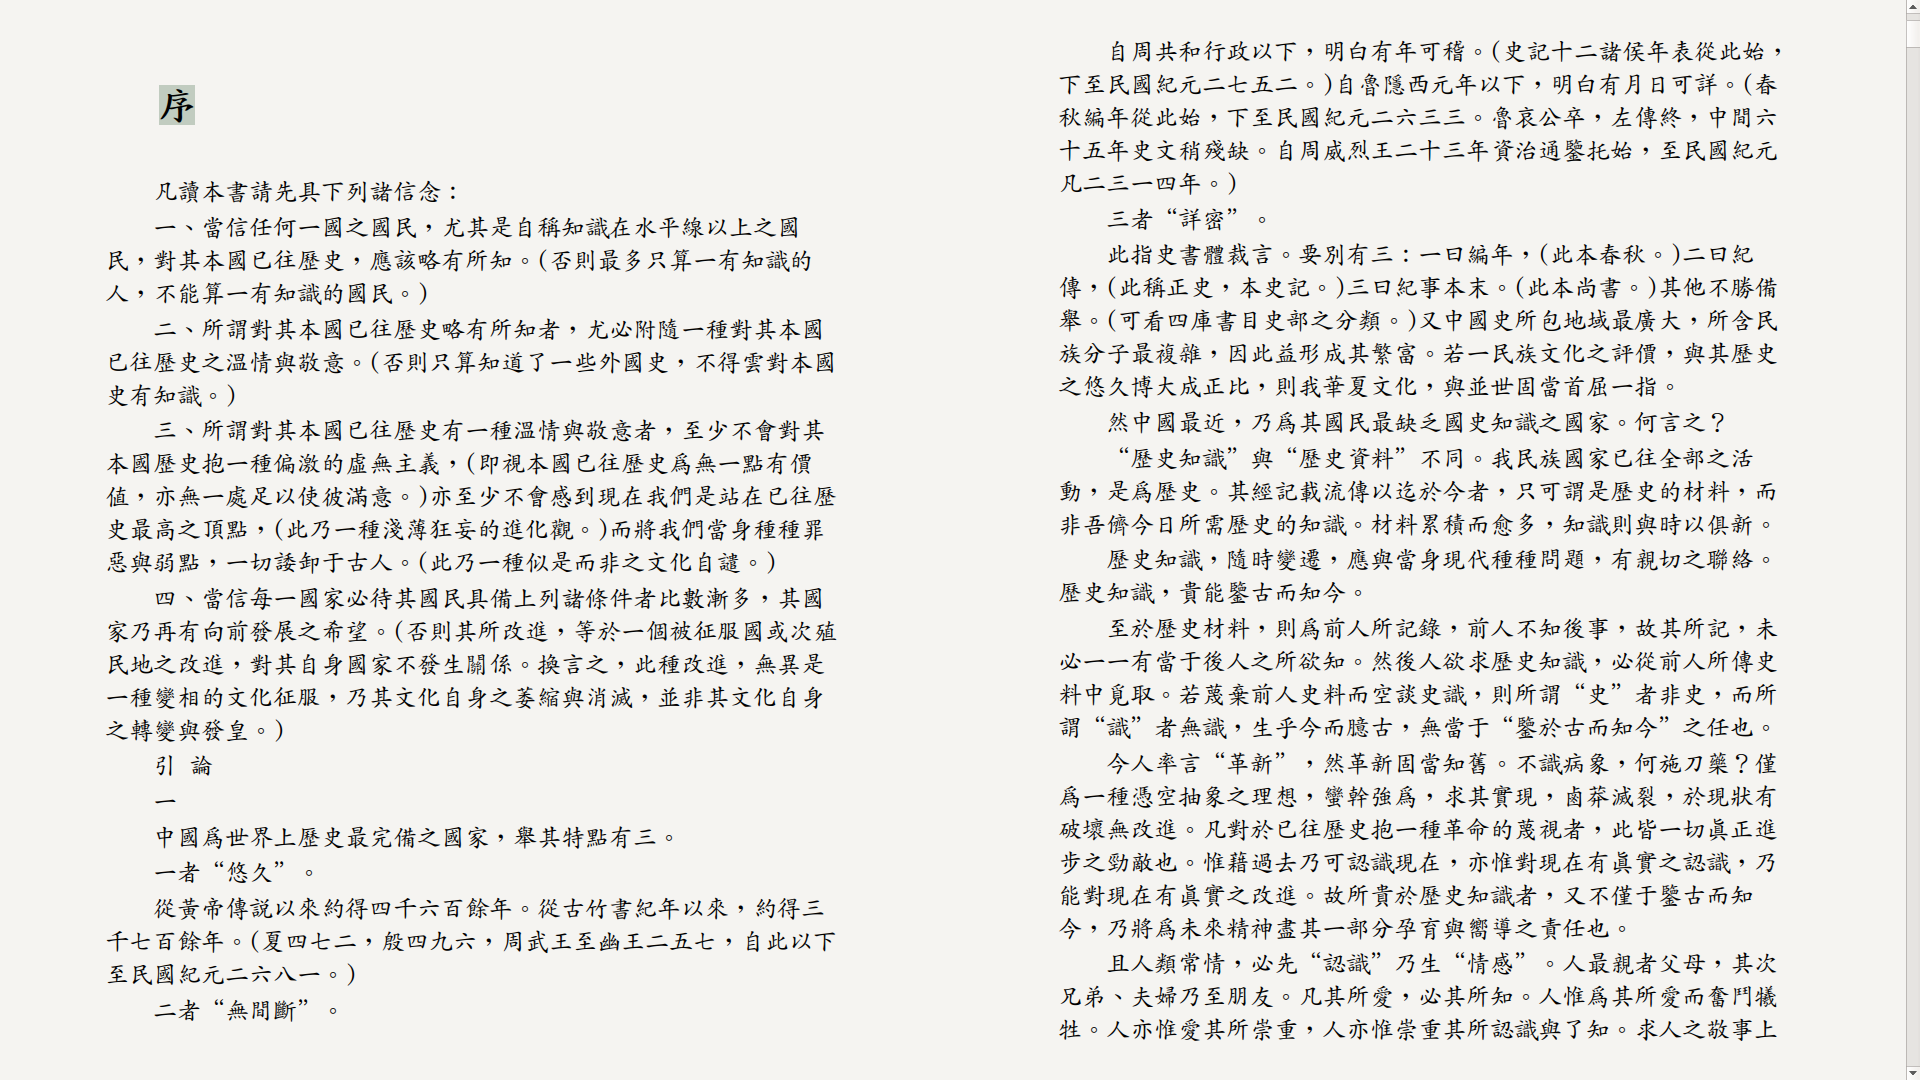 序
凡讀本書請先具下列諸信念：
一、當信任何一國之國民，尤其是自稱知識在水平線以上之國
民，對其本國已往歷史，應該略有所知。(否則最多只算一有知識的
人，不能算一有知識的國民。)
二、所謂對其本國已往歷史略有所知者，尤必附隨一種對其本國
已往歷史之溫情與敬意。(否則只算知道了一些外國史，不得雲對本國
史有知識。)
三、所謂對其本國已往歷史有一種溫情與敬意者，至少不會對其
本國歷史抱一種偏激的虛無主義，(即視本國已往歷史爲無一點有價
值，亦無一處足以使彼滿意。)亦至少不會感到現在我們是站在已往歷
史最高之頂點，(此乃一種淺薄狂妄的進化觀。)而將我們當身種種罪
惡與弱點，一切諉卸于古人。(此乃一種似是而非之文化自譴。)
四、當信每一國家必待其國民具備上列諸條件者比數漸多，其國
家乃再有向前發展之希望。(否則其所改進，等於一個被征服國或次殖
民地之改進，對其自身國家不發生關係。換言之，此種改進，無異是
一種變相的文化征服，乃其文化自身之萎縮與消滅，並非其文化自身
之轉變與發皇。)
引 論
一
中國爲世界上歷史最完備之國家，舉其特點有三。
一者“悠久”。
從黃帝傳說以來約得四千六百餘年。從古竹書紀年以來，約得三
千七百餘年。(夏四七二，殷四九六，周武王至幽王二五七，自此以下
至民國紀元二六八一。)
二者“無間斷”。
自周共和行政以下，明白有年可稽。(史記十二諸侯年表從此始，
下至民國紀元二七五二。)自魯隱西元年以下，明白有月日可詳。(春
秋編年從此始，下至民國紀元二六三三。魯哀公卒，左傳終，中間六
十五年史文稍殘缺。自周威烈王二十三年資治通鑒托始，至民國紀元
凡二三一四年。)
三者“詳密”。
此指史書體裁言。要別有三：一曰編年，(此本春秋。)二曰紀
傳，(此稱正史，本史記。)三曰紀事本末。(此本尚書。)其他不勝備
舉。(可看四庫書目史部之分類。)又中國史所包地域最廣大，所含民
族分子最複雜，因此益形成其繁富。若一民族文化之評價，與其歷史
之悠久博大成正比，則我華夏文化，與並世固當首屈一指。
然中國最近，乃爲其國民最缺乏國史知識之國家。何言之？
“歷史知識”與“歷史資料”不同。我民族國家已往全部之活
動，是爲歷史。其經記載流傳以迄於今者，只可謂是歷史的材料，而
非吾儕今日所需歷史的知識。材料累積而愈多，知識則與時以俱新。
歷史知識，隨時變遷，應與當身現代種種問題，有親切之聯絡。
歷史知識，貴能鑒古而知今。
至於歷史材料，則爲前人所記錄，前人不知後事，故其所記，未
必一一有當于後人之所欲知。然後人欲求歷史知識，必從前人所傳史
料中覓取。若蔑棄前人史料而空談史識，則所謂“史”者非史，而所
謂“識”者無識，生乎今而臆古，無當于“鑒於古而知今”之任也。
今人率言“革新”，然革新固當知舊。不識病象，何施刀藥？僅
爲一種憑空抽象之理想，蠻幹強爲，求其實現，鹵莽滅裂，於現狀有
破壞無改進。凡對於已往歷史抱一種革命的蔑視者，此皆一切眞正進
步之勁敵也。惟藉過去乃可認識現在，亦惟對現在有眞實之認識，乃
能對現在有眞實之改進。故所貴於歷史知識者，又不僅于鑒古而知
今，乃將爲未來精神盡其一部分孕育與嚮導之責任也。
且人類常情，必先“認識”乃生“情感”。人最親者父母，其次
兄弟、夫婦乃至朋友。凡其所愛，必其所知。人惟爲其所愛而奮鬥犧
牲。人亦惟愛其所崇重，人亦惟崇重其所認識與了知。求人之敬事上